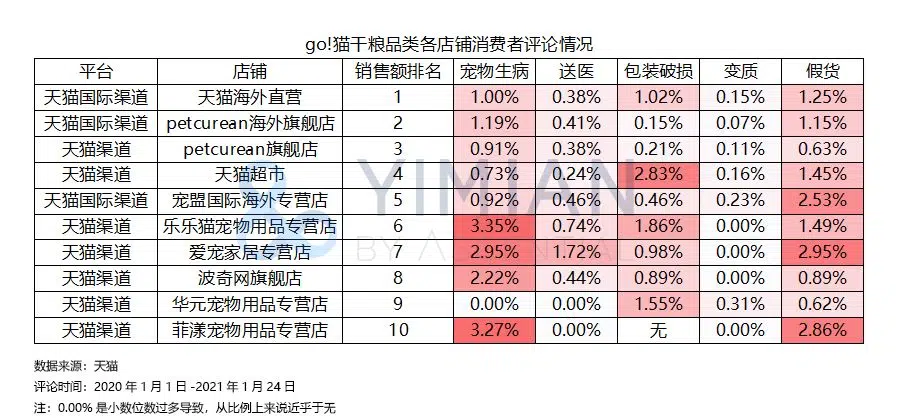 go!猫干粮品类各店铺消费者评论情况
平台 店铺 销售额排名 宠物生病 送医 包装破损 变质 假货
天猫国际渠道 天猫海外直营 1 1.00% 0.38% 1.02% 0.15% 1.25%
天猫国际渠道 petcurean海外旗舰店 2 1.19% 0.41% 0.15% 0.07% 1.15%
天猫渠道 petcurean旗舰店 3 0.91% 0.38% 0.21% 0.11% 0.63%
天猫渠道 天猫超市 4 0.73% 0.24% 2.83% 0.16% 1.45%
天猫国际渠道 宠盟国际海外专营店 5 0.92% 0.46% 0.46% 0.23% 2.53%
天猫渠道 乐乐猫宠物用品专营店 6 3.35% 0.74% 1.86% 0.00% 1.49%
天猫渠道 爱宠家居专营店 7 2.95% 1.72% 0.98% 0.00% 2.95%
天猫渠道 波奇网旗舰店 8 2.22% 0.44% 0.89% 0.00% 0.89%
天猫渠道 华元宠物用品专营店 9 0.00% 0.00% 1.55% 0.31% 0.62%
天猫渠道 菲漾宠物用品专营店 10 3.27% 0.00% 无 0.00% 2.86%
YIMIAN
数据来源：天猫
评论时间：2020年1月1日-2021年1月24日
注：0.00%是小数位数过多导致，从比例上来说近乎于无